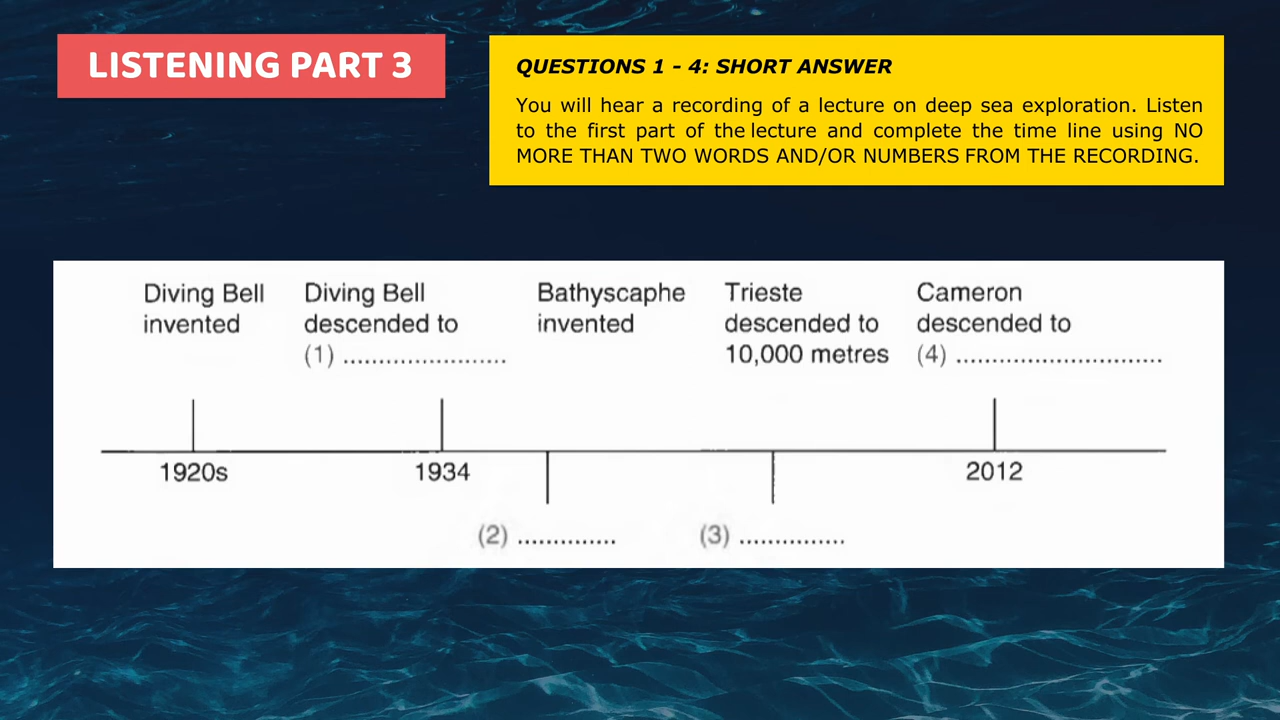 LISTENING PART 3
QUESTIONS 1 - 4: SHORT ANSWER
You will hear a recording of a lecture on deep sea exploration. Listen
to the first part of the lecture and complete the time line using NO
MORE THAN TWO WORDS AND/OR NUMBERS FROM THE RECORDING.
Diving Bell
invented
Diving Bell
descended to
(1) .......................
Bathyscaphe
invented
Trieste
descended to
10,000 metres
Cameron
descended to
(4) .............................
1920s
1934
2012
(2) ..............
(3) ...............